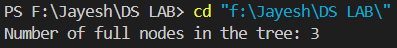 PS F:\Jayesh\DS LAB> cd "f:\Jayesh\DS LAB\"
Number of full nodes in the tree: 3